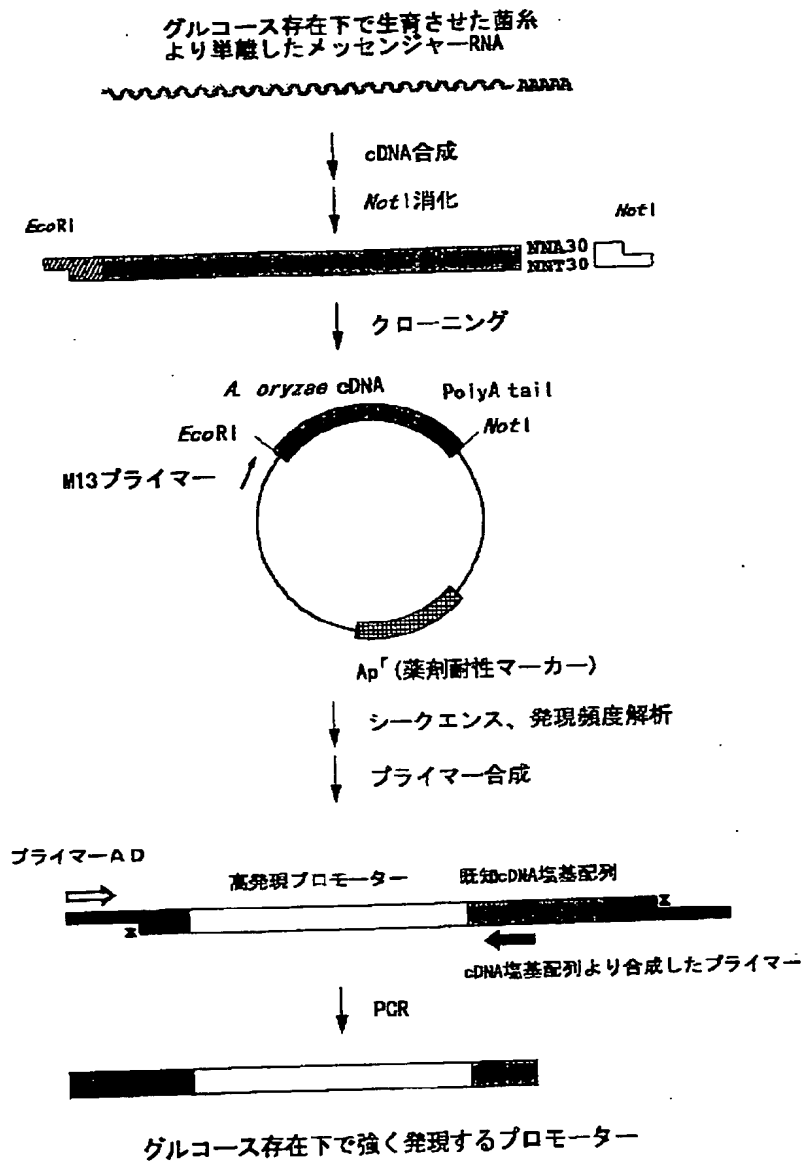 グルコース存在下で生育させた菌糸
より単離したメッセンジャーRNA
AAAAA
cDNA合成
NotI消化
EcoRI
NotI
NNA30
NNT30
クローニング
A. oryzae cDNA
PolyA tail
EcoRI
NotI
M13プライマー
Apʳ(薬剤耐性マーカー)
シークエンス、発現頻度解析
プライマー合成
プライマーAD
高発現プロモーター
既知cDNA塩基配列
cDNA塩基配列より合成したプライマー
PCR
グルコース存在下で強く発現するプロモーター